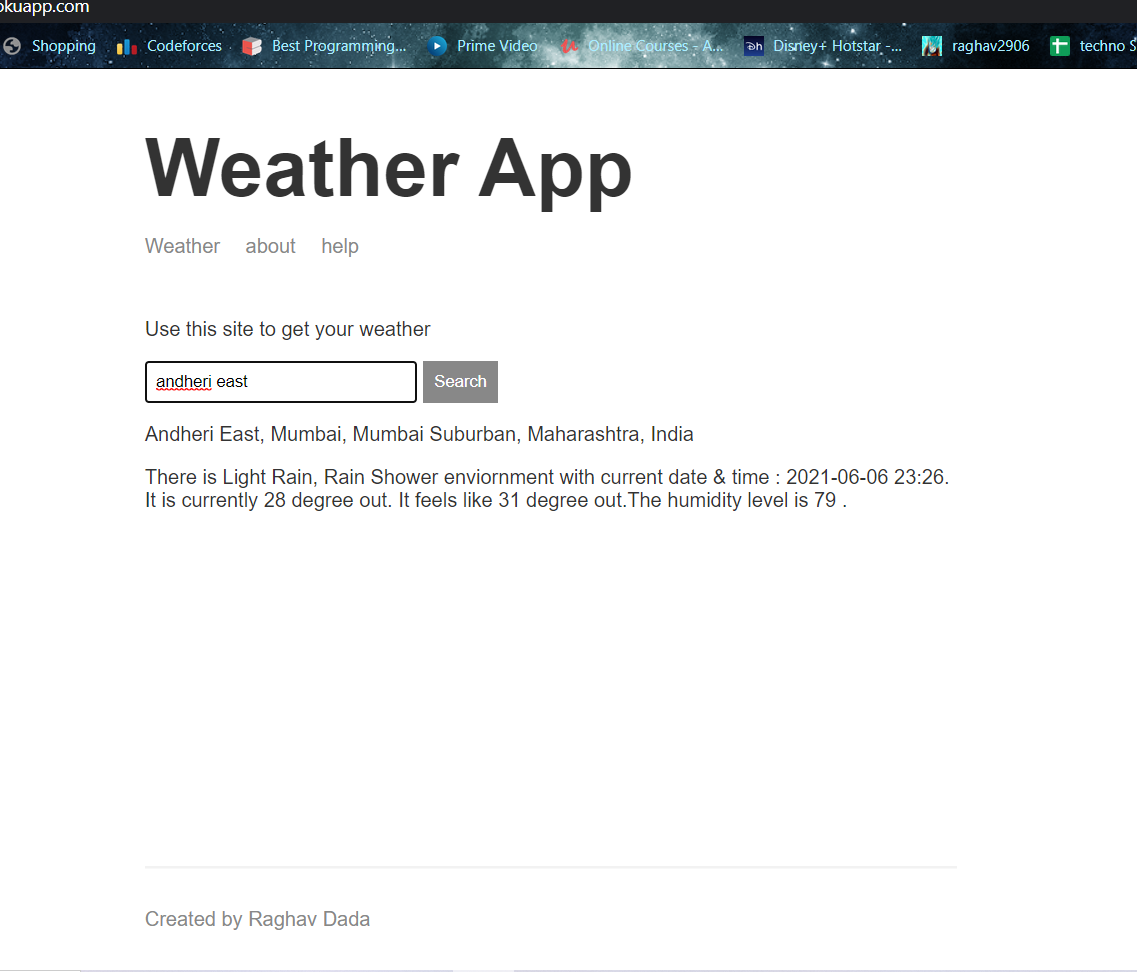 okuapp.com
Shopping Codeforces Best Programming... Prime Video Online Courses - A... Disney+ Hotstar -... raghav2906 techno S
Weather App
Weather about help
Use this site to get your weather
andheri east Search
Andheri East, Mumbai, Mumbai Suburban, Maharashtra, India
There is Light Rain, Rain Shower enviornment with current date & time : 2021-06-06 23:26.
It is currently 28 degree out. It feels like 31 degree out.The humidity level is 79 .
Created by Raghav Dada